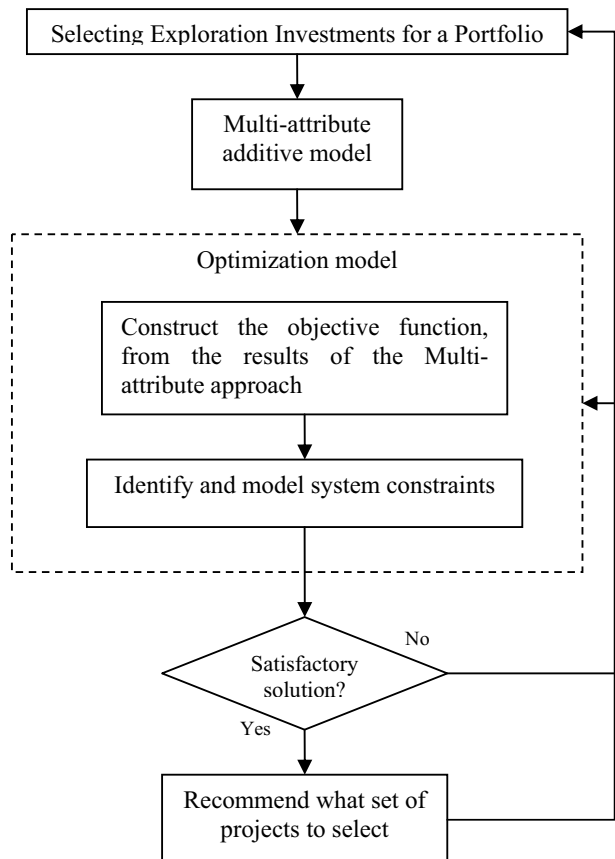 Selecting Exploration Investments for a Portfolio
Multi-attribute
additive model
Optimization model
Construct the objective function,
from the results of the Multi-
attribute approach
Identify and model system constraints
No
Satisfactory
solution?
Yes
Recommend what set of
projects to select